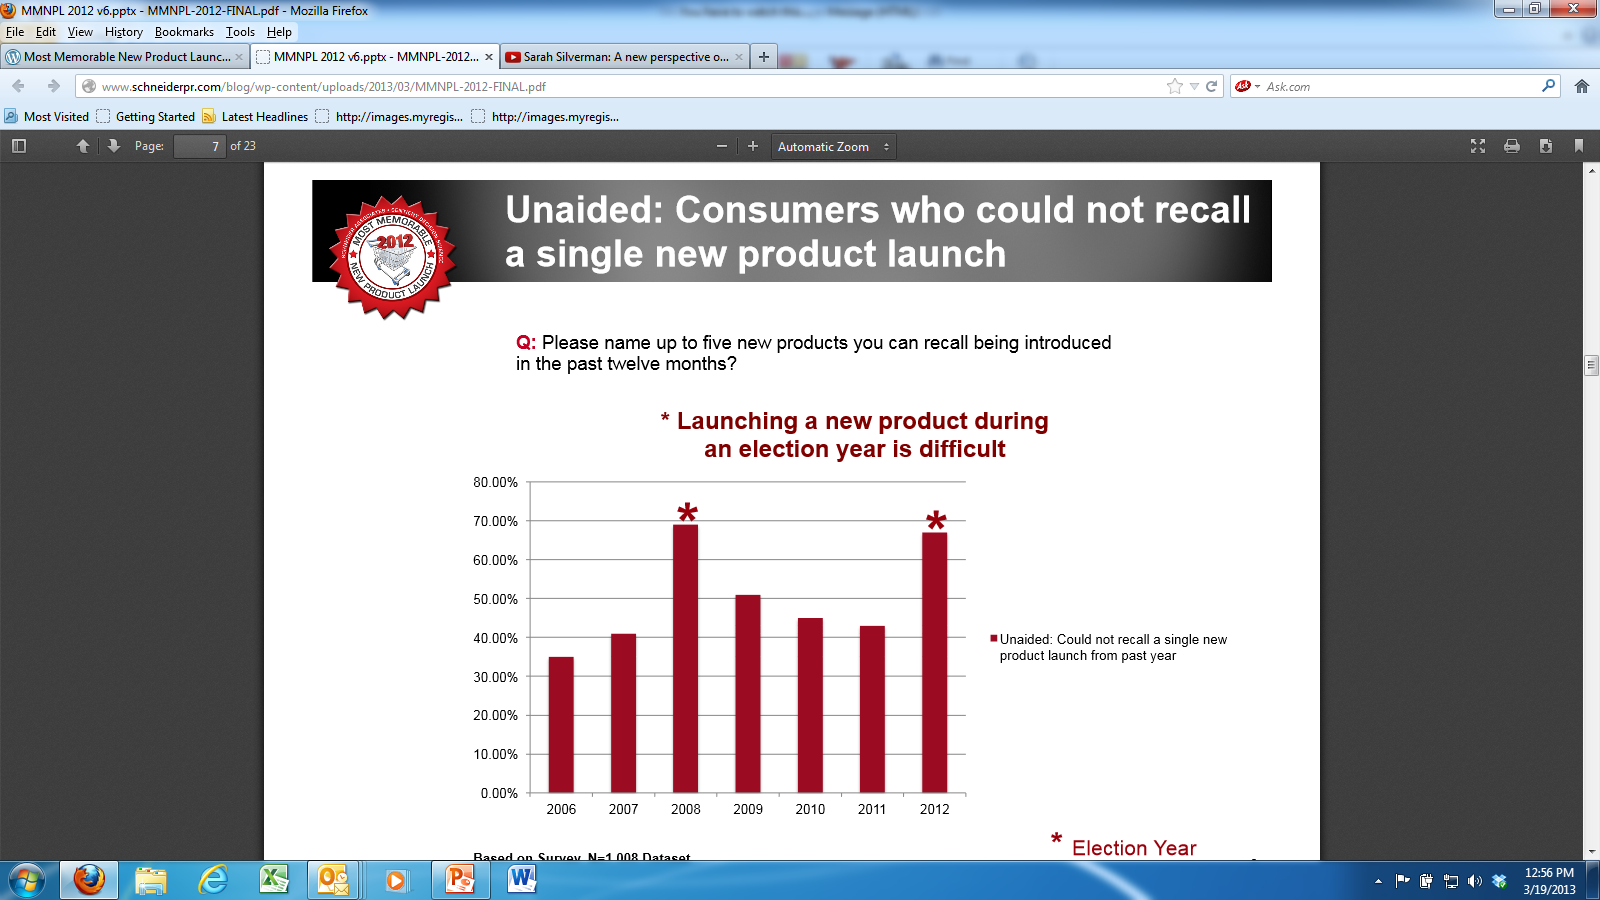 MMNPL 2012 v6.pptx - MMNPL-2012-FINAL.pdf - Mozilla Firefox
File Edit View History Bookmarks Tools Help
Most Memorable New Product Launc...
MMNPL 2012 v6.pptx - MMNPL-2012...
Sarah Silverman: A new perspective o...
www.schneiderpr.com/blog/wp-content/uploads/2013/03/MMNPL-2012-FINAL.pdf
Ask Ask.com
Most Visited Getting Started Latest Headlines http://images.myregis... http://images.myregis...
Page: 7 of 23
Automatic Zoom
MOST MEMORABLE
2012
NEW PRODUCT LAUNCH
Unaided: Consumers who could not recall
a single new product launch
Q: Please name up to five new products you can recall being introduced
in the past twelve months?
* Launching a new product during
an election year is difficult
80.00%
70.00%
60.00%
50.00%
40.00%
30.00%
20.00%
10.00%
0.00%
* *
2006 2007 2008 2009 2010 2011 2012
Unaided: Could not recall a single new
product launch from past year
* Election Year
Based on Survey, N=1,008 Dataset
12:56 PM
3/19/2013